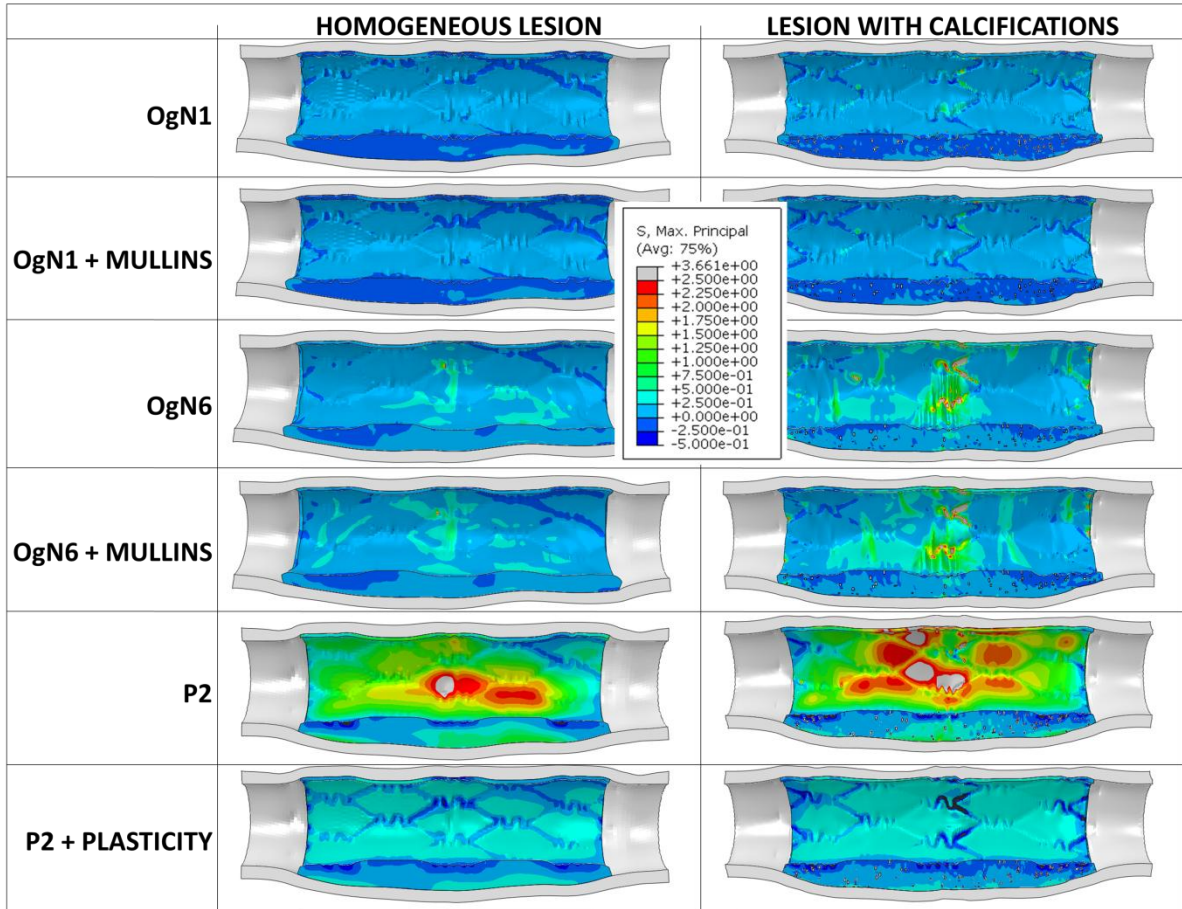 HOMOGENEOUS LESION
LESION WITH CALCIFICATIONS
OgN1
OgN1 + MULLINS
S, Max. Principal
(Avg: 75%)
+3.661e+00
+2.500e+00
+2.250e+00
+2.000e+00
+1.750e+00
+1.500e+00
+1.250e+00
+1.000e+00
+7.500e-01
+5.000e-01
+2.500e-01
+0.000e+00
-2.500e-01
-5.000e-01
OgN6
OgN6 + MULLINS
P2
P2 + PLASTICITY